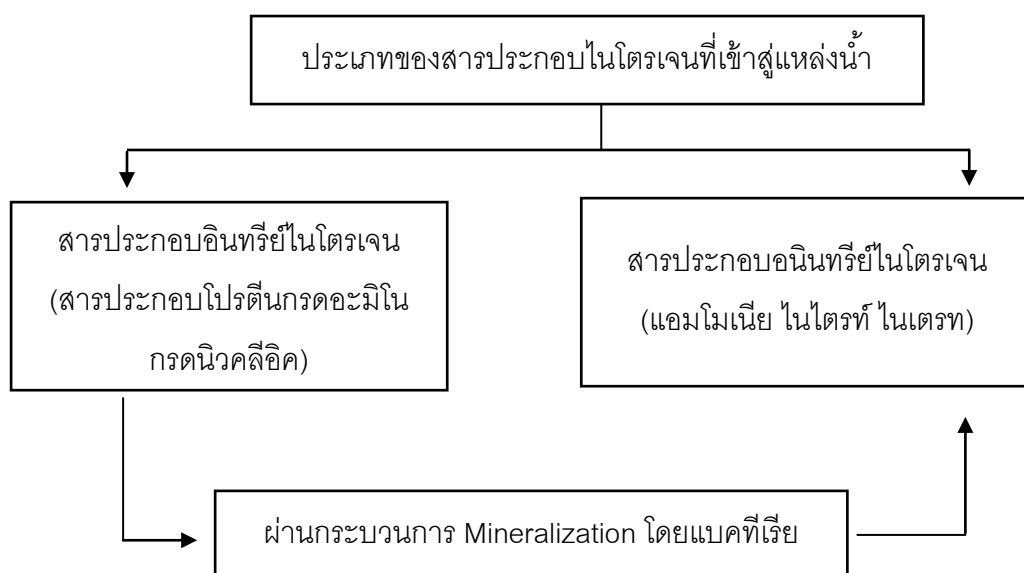 ประเภทของสารประกอบไนโตรเจนที่เข้าสู่แหล่งน้ำ
สารประกอบอินทรีย์ไนโตรเจน
(สารประกอบโปรตีนกรดอะมิโน
กรดนิวคลีอิค)
สารประกอบอนินทรีย์ไนโตรเจน
(แอมโมเนีย ไนไตรท์ ไนเตรท)
ผ่านกระบวนการ Mineralization โดยแบคทีเรีย